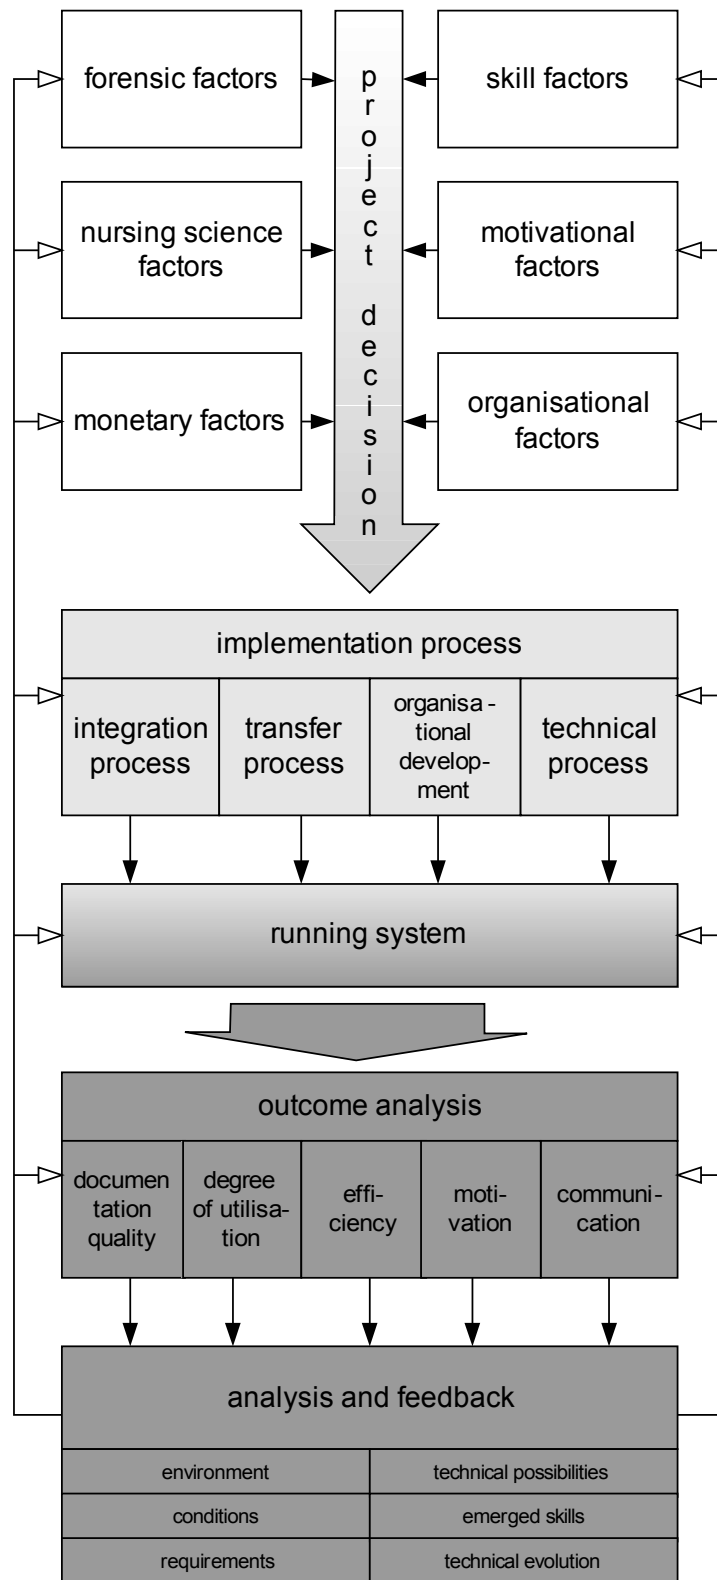 forensic factors
project decision
skill factors
nursing science
factors
motivational
factors
monetary factors
organisational
factors
implementation process
integration
process
transfer
process
organisa -
tional
develop-
ment
technical
process
running system
outcome analysis
documen
tation
quality
degree
of utilisa-
tion
effi-
ciency
moti-
vation
communi-
cation
analysis and feedback
environment
technical possibilities
conditions
emerged skills
requirements
technical evolution